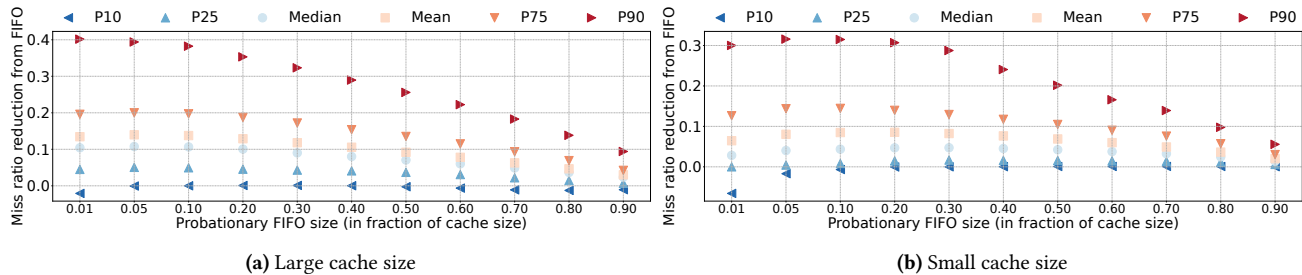 P10 P25 Median Mean P75 P90
Miss ratio reduction from FIFO
0.4
0.3
0.2
0.1
0.0
0.01 0.05 0.10 0.20 0.30 0.40 0.50 0.60 0.70 0.80 0.90
Probationary FIFO size (in fraction of cache size)
(a) Large cache size
P10 P25 Median Mean P75 P90
Miss ratio reduction from FIFO
0.3
0.2
0.1
0.0
0.01 0.05 0.10 0.20 0.30 0.40 0.50 0.60 0.70 0.80 0.90
Probationary FIFO size (in fraction of cache size)
(b) Small cache size